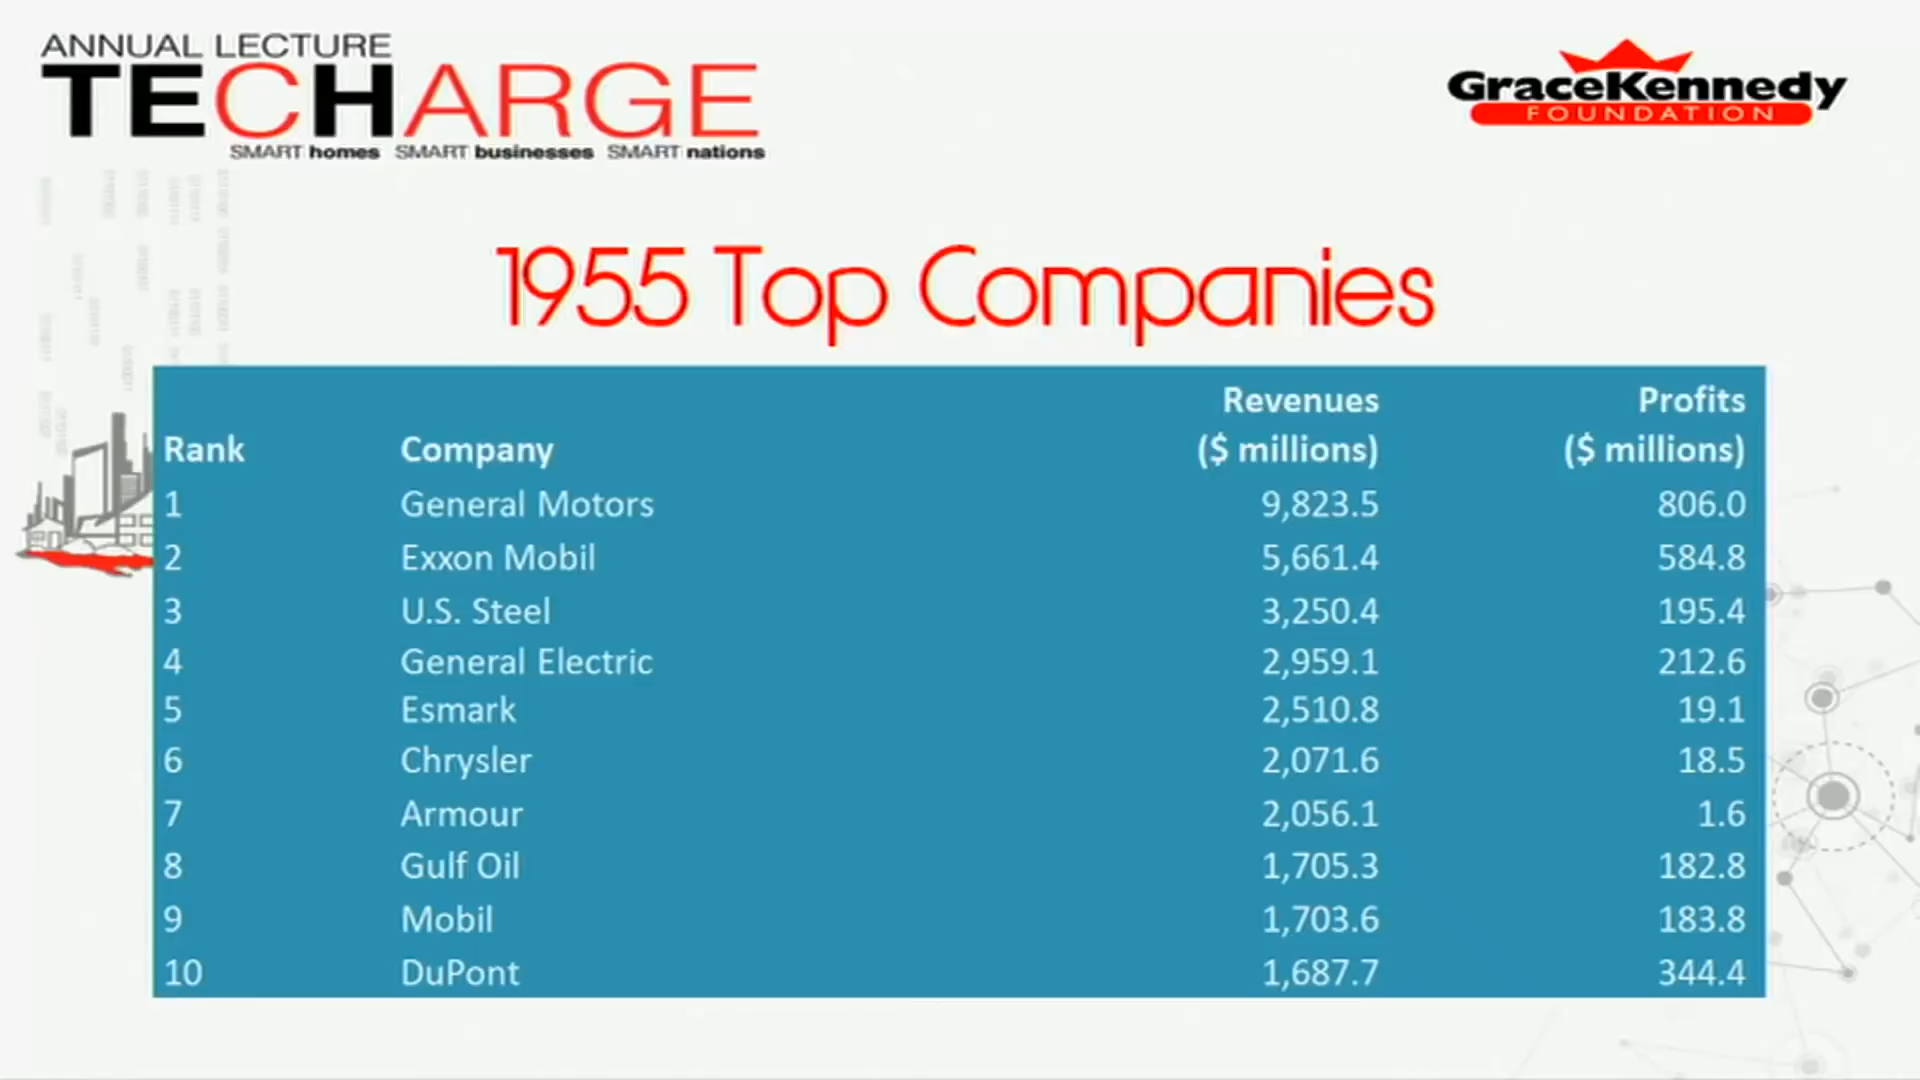 ANNUAL LECTURE
TECHARGE
SMART homes SMART businesses SMART nations
GraceKennedy
FOUNDATION
1955 Top Companies
Rank Company Revenues ($ millions) Profits ($ millions)
1 General Motors 9,823.5 806.0
2 Exxon Mobil 5,661.4 584.8
3 U.S. Steel 3,250.4 195.4
4 General Electric 2,959.1 212.6
5 Esmark 2,510.8 19.1
6 Chrysler 2,071.6 18.5
7 Armour 2,056.1 1.6
8 Gulf Oil 1,705.3 182.8
9 Mobil 1,703.6 183.8
10 DuPont 1,687.7 344.4